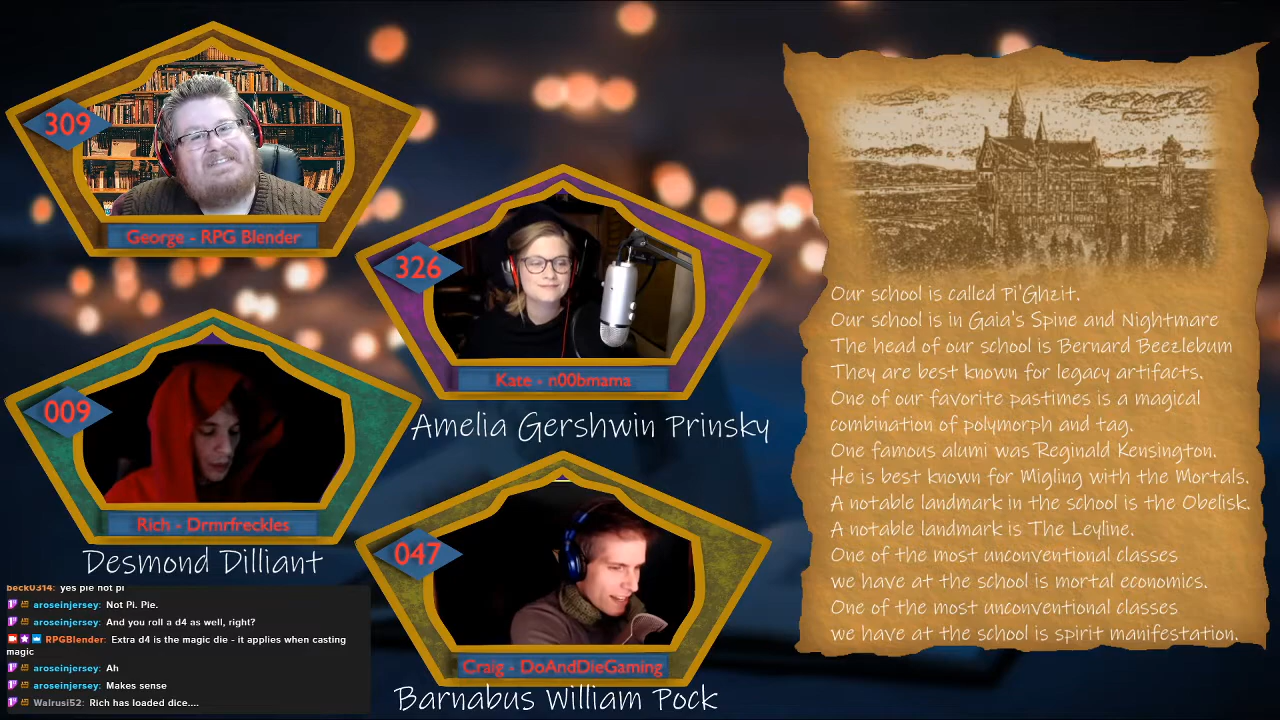 309
George - RPG Blender
326
Kate - n00bmama
Amelia Gershwin Prinsky
009
Rich - Drmrfreckles
Desmond Dilliant
047
Craig - DoAndDieGaming
Barnabus William Pock
beck0314: yes pie not pi
aroseinjersey: Not Pi. Pie.
aroseinjersey: And you roll a d4 as well, right?
RPGBlender: Extra d4 is the magic die - it applies when casting
magic
aroseinjersey: Ah
aroseinjersey: Makes sense
Walrusi52: Rich has loaded dice....
Our school is called Pi'Ghzit.
Our school is in Gaia's Spine and Nightmare
The head of our school is Bernard Beezlebum
They are best known for legacy artifacts.
One of our favorite pastimes is a magical
combination of polymorph and tag.
One famous alumi was Reginald Kensington.
He is best known for Migling with the Mortals.
A notable landmark in the school is the Obelisk.
A notable landmark is The Leyline.
One of the most unconventional classes
we have at the school is mortal economics.
One of the most unconventional classes
we have at the school is spirit manifestation.